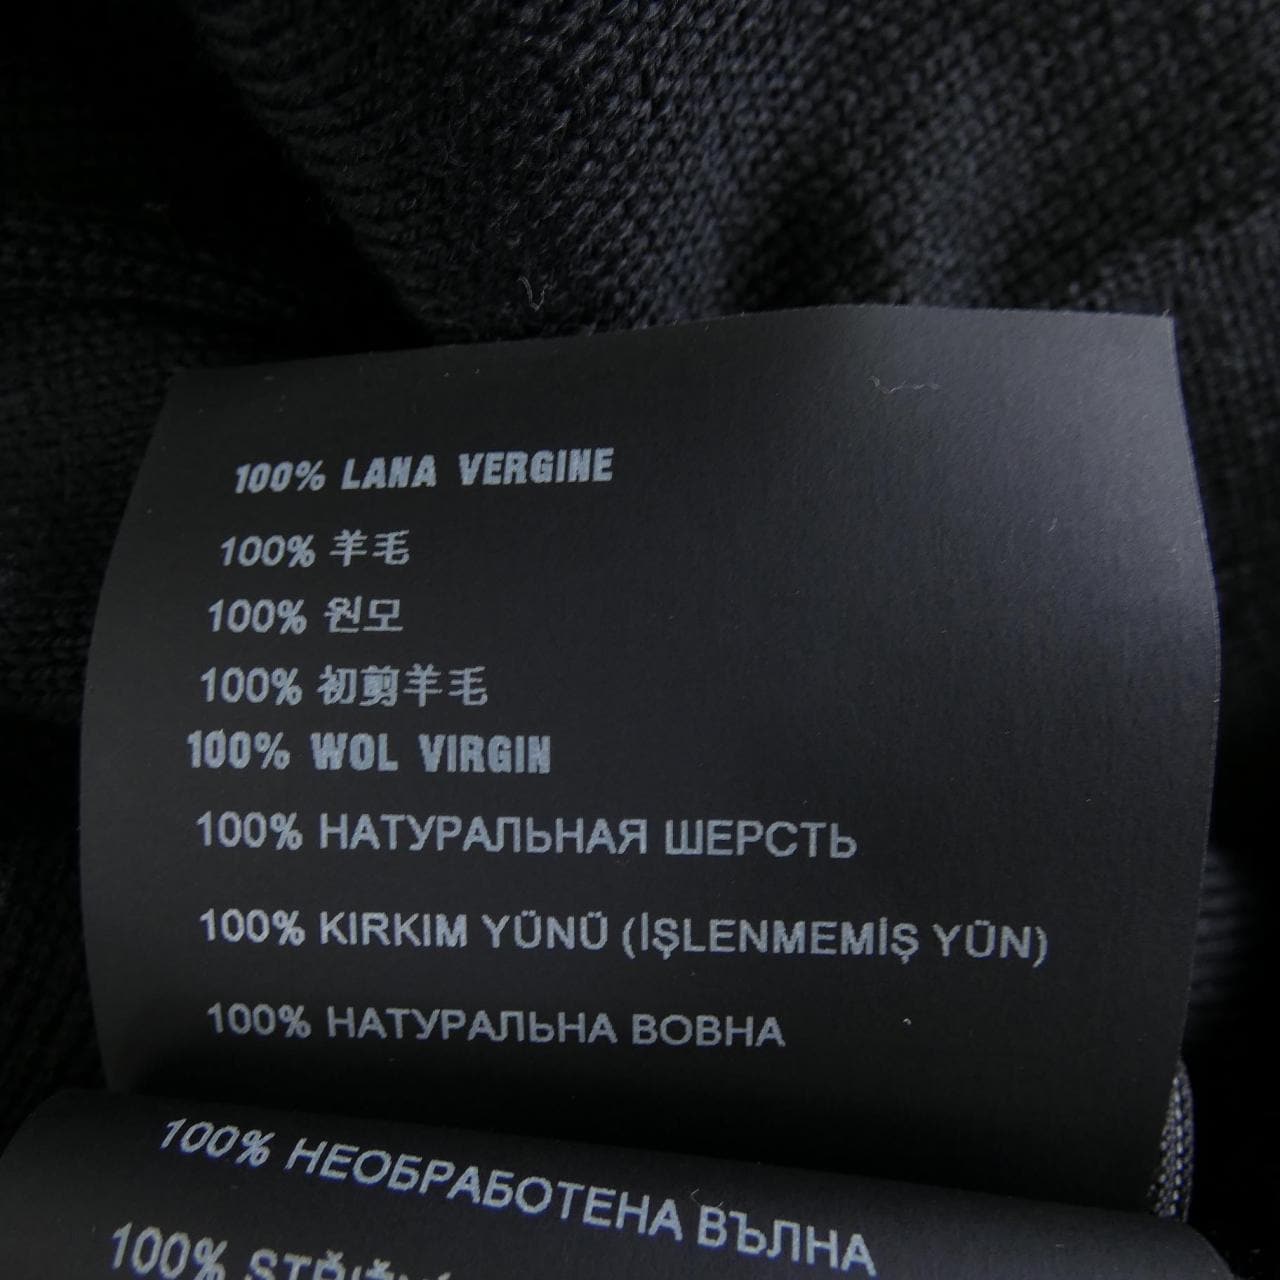 100% LANA VERGINE
100% 羊毛
100% 원모
100% 初剪羊毛
100% WOL VIRGIN
100% НАТУРАЛЬНАЯ ШЕРСТЬ
100% KIRKIM YÜNÜ (İŞLENMEMİŞ YÜN)
100% НАТУРАЛЬНА ВОВНА
100% НЕОБРАБОТЕНА ВЪЛНА
100%